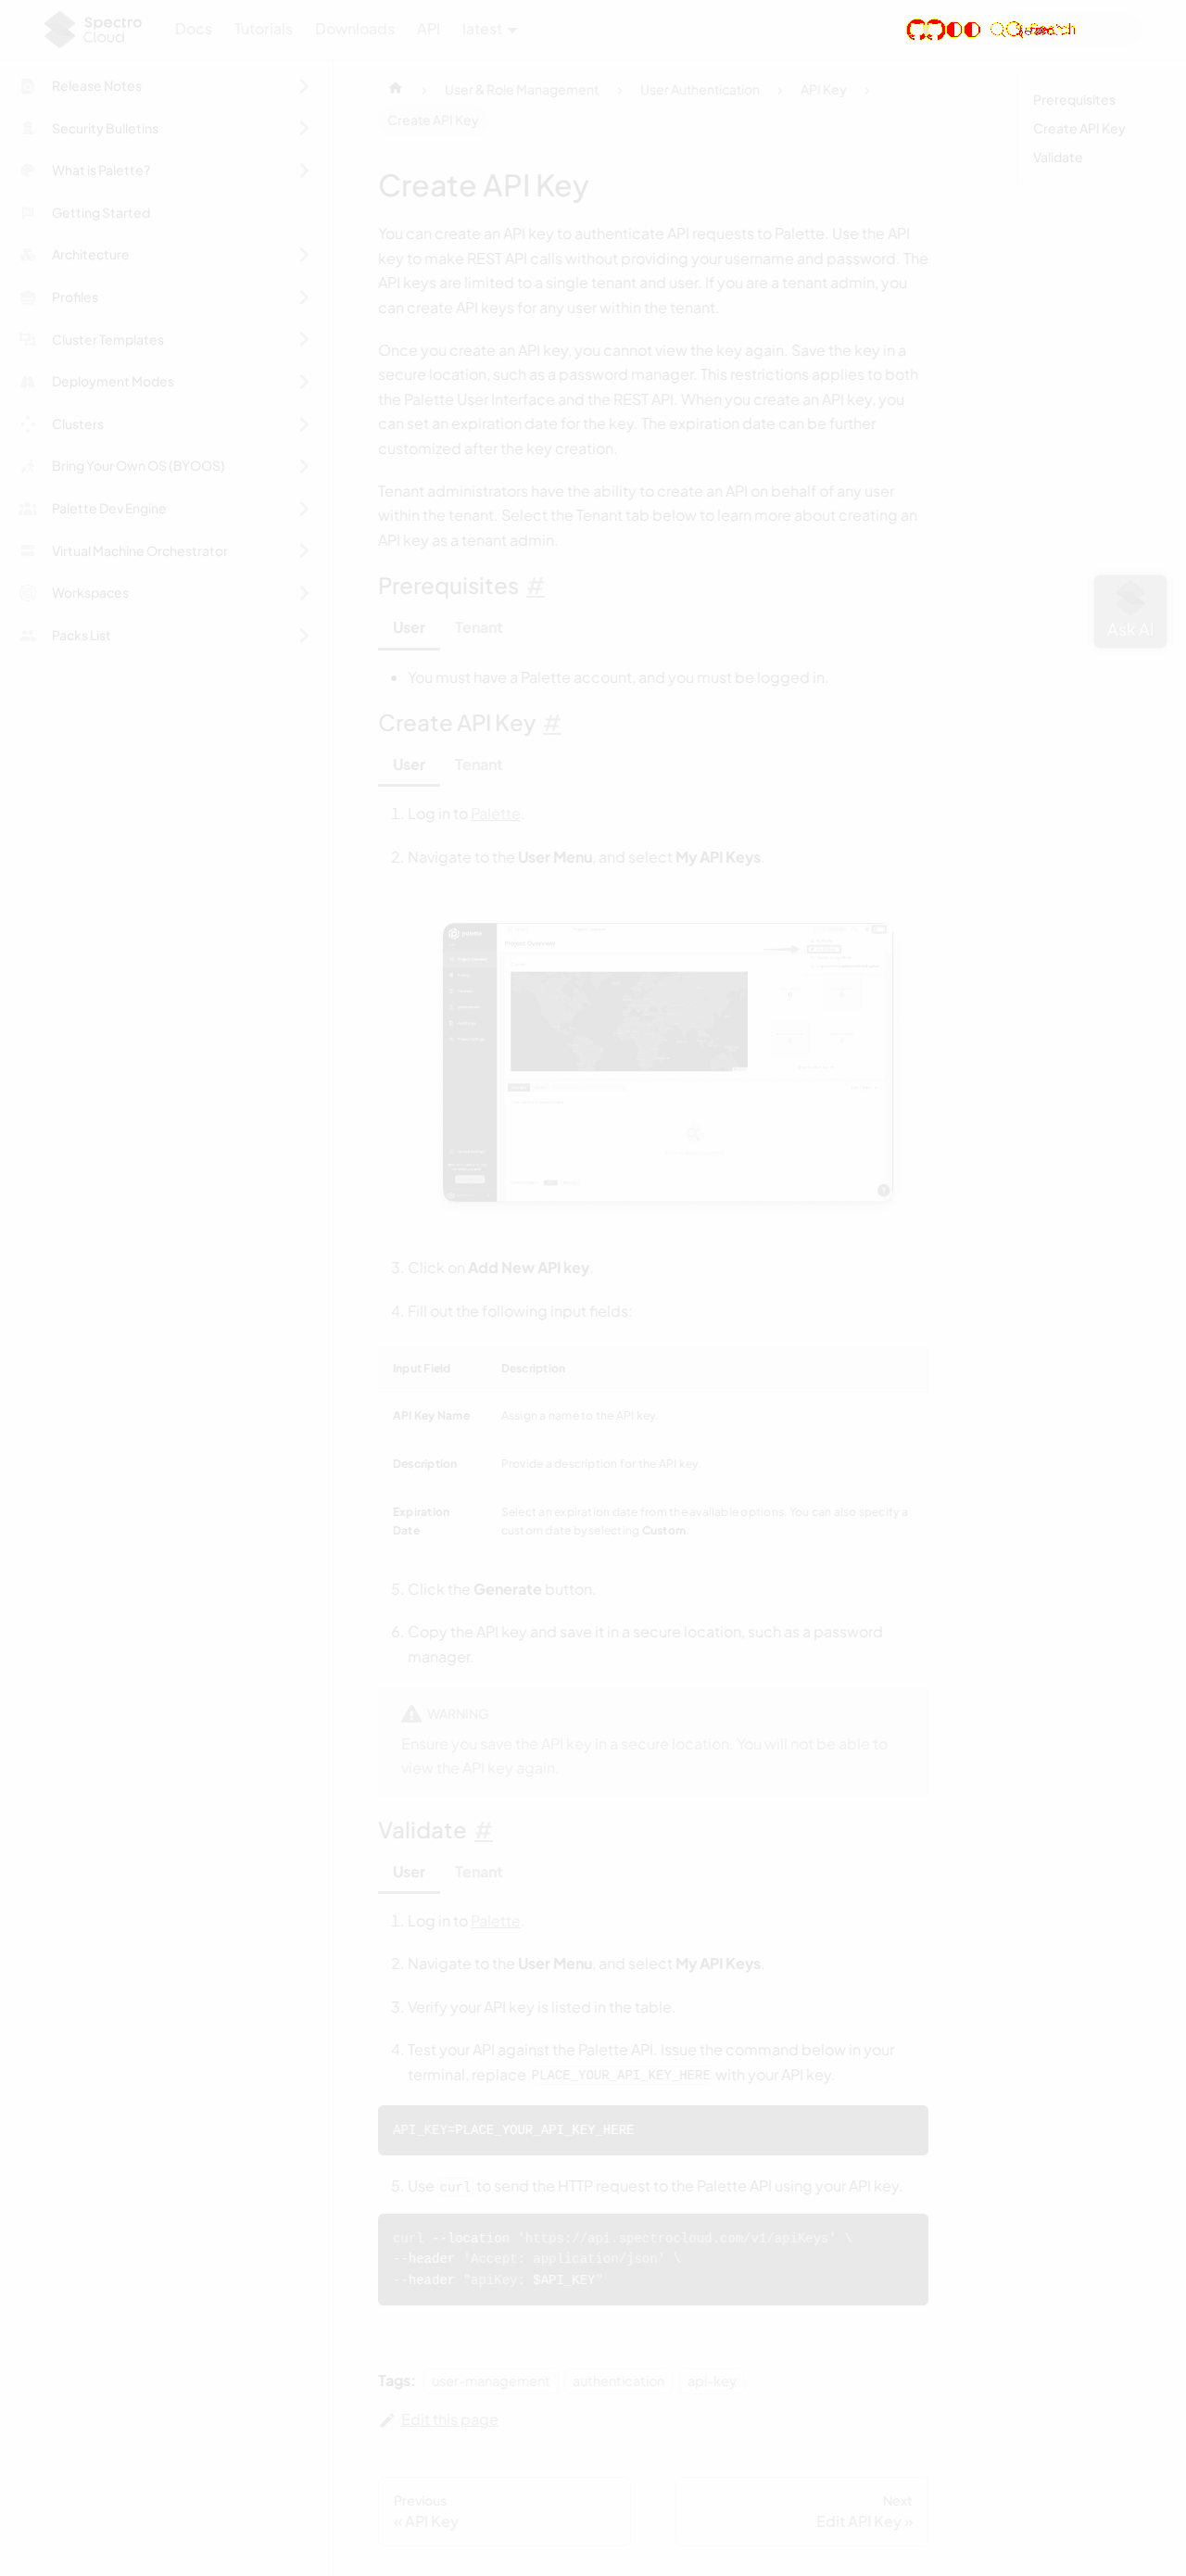 Spectro
Cloud
Docs
Tutorials
Downloads
API
latest
Release Notes
Security Bulletins
What is Palette?
Getting Started
Architecture
Profiles
Cluster Templates
Deployment Modes
Clusters
Bring Your Own OS (BYOOS)
Palette Dev Engine
Virtual Machine Orchestrator
Workspaces
Packs List
User & Role Management
User Authentication
API Key
Create API Key
Create API Key
You can create an API key to authenticate API requests to Palette. Use the API
key to make REST API calls without providing your username and password. The
API keys are limited to a single tenant and user. If you are a tenant admin, you
can create API keys for any user within the tenant.
Once you create an API key, you cannot view the key again. Save the key in a
secure location, such as a password manager. This restrictions applies to both
the Palette User Interface and the REST API. When you create an API key, you
can set an expiration date for the key. The expiration date can be further
customized after the key creation.
Tenant administrators have the ability to create an API on behalf of any user
within the tenant. Select the Tenant tab below to learn more about creating an
API key as a tenant admin.
Prerequisites #
User Tenant
• You must have a Palette account, and you must be logged in.
Create API Key #
User Tenant
1. Log in to Palette.
2. Navigate to the User Menu, and select My API Keys.
3. Click on Add New API key.
4. Fill out the following input fields:
Input Field Description
API Key Name Assign a name to the API key.
Description Provide a description for the API key.
Expiration Date Select an expiration date from the available options. You can also specify a
custom date by selecting Custom.
5. Click the Generate button.
6. Copy the API key and save it in a secure location, such as a password
manager.
WARNING
Ensure you save the API key in a secure location. You will not be able to
view the API key again.
Validate #
User Tenant
1. Log in to Palette.
2. Navigate to the User Menu, and select My API Keys.
3. Verify your API key is listed in the table.
4. Test your API against the Palette API. Issue the command below in your
terminal, replace PLACE_YOUR_API_KEY_HERE with your API key.
API_KEY=PLACE_YOUR_API_KEY_HERE
5. Use curl to send the HTTP request to the Palette API using your API key.
curl --location 'https://api.spectrocloud.com/v1/apiKeys' \
--header 'Accept: application/json' \
--header "apiKey: $API_KEY"
Tags: user-management authentication api-key
Edit this page
Previous
« API Key
Next
Edit API Key »
Prerequisites
Create API Key
Validate
Ask AI